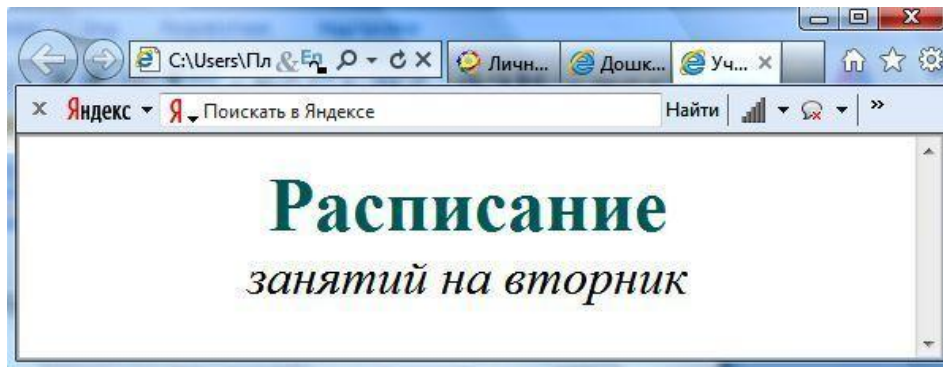 C:\Users\Пл
Личн...
Дошк...
Уч...
Яндекс
Я Поискать в Яндексе
Найти
»
Расписание
занятий на вторник